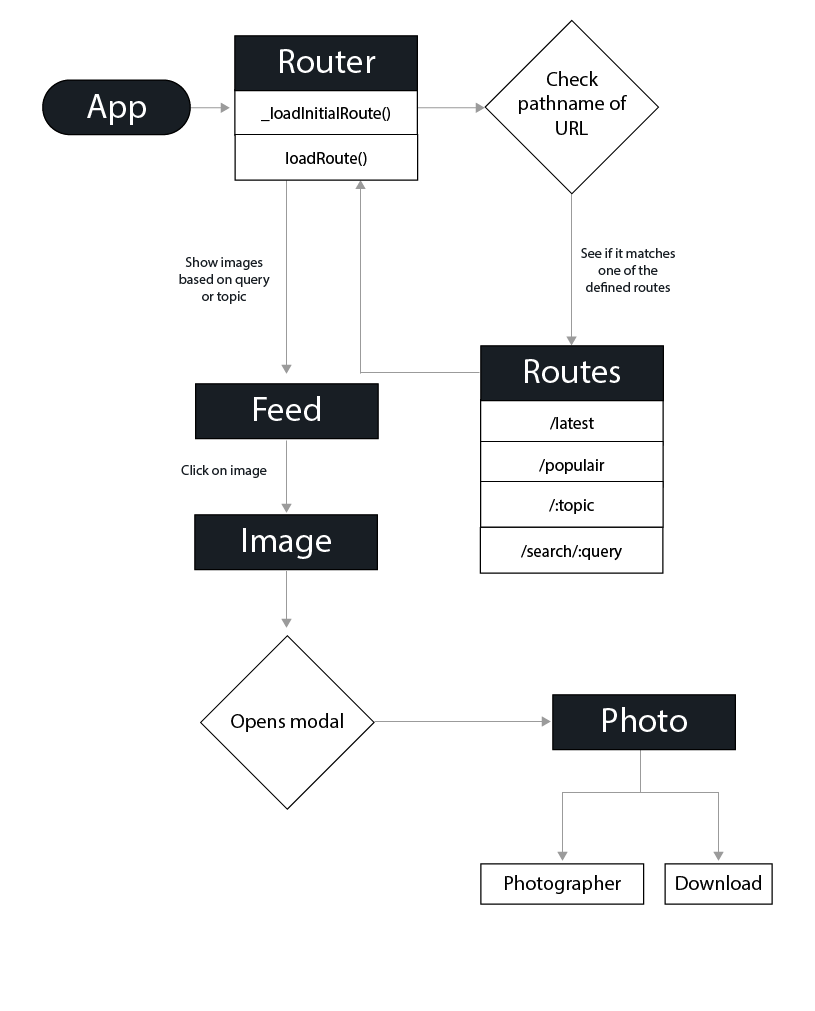 App
Router
_loadInitialRoute()
loadRoute()
Check
pathname of
URL
Show images
based on query
or topic
See if it matches
one of the
defined routes
Routes
/latest
/populair
/:topic
/search/:query
Feed
Click on image
Image
Opens modal
Photo
Photographer
Download